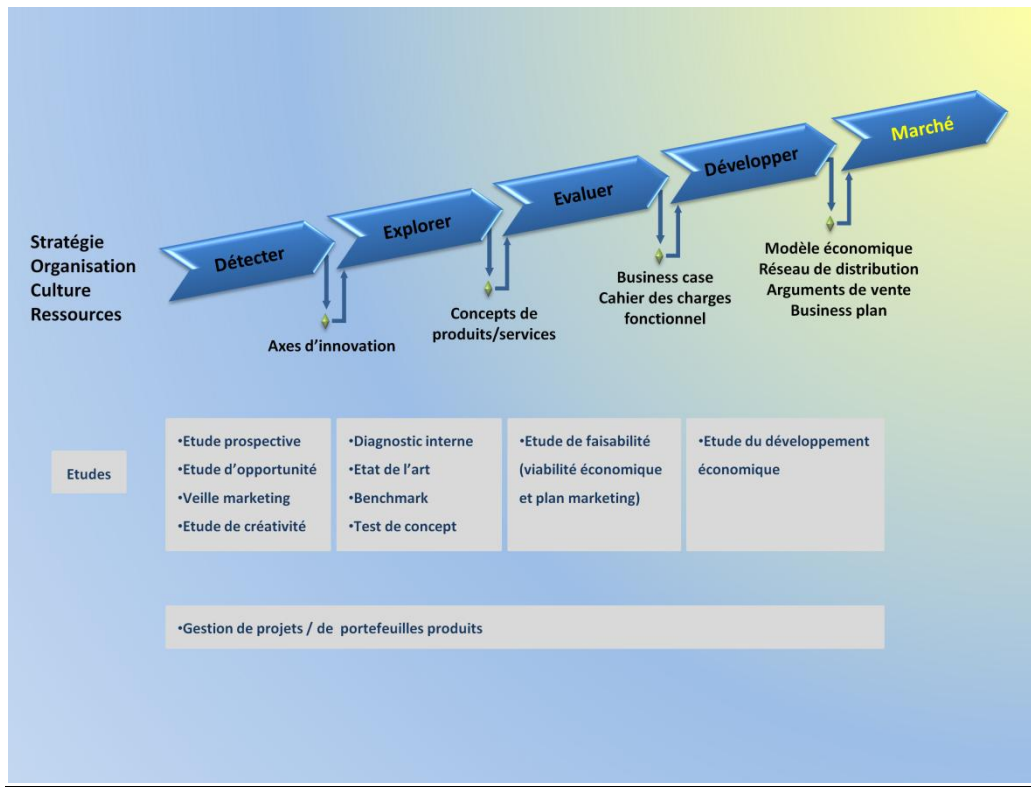 Marché
Développer
Evaluer
Explorer
Détecter
Stratégie
Organisation
Culture
Ressources
Axes d'innovation
Concepts de
produits/services
Business case
Cahier des charges
fonctionnel
Modèle économique
Réseau de distribution
Arguments de vente
Business plan
Etudes
•Etude prospective
•Etude d'opportunité
•Veille marketing
•Etude de créativité
•Diagnostic interne
•Etat de l'art
•Benchmark
•Test de concept
•Etude de faisabilité
(viabilité économique
et plan marketing)
•Etude du développement
économique
•Gestion de projets / de portefeuilles produits